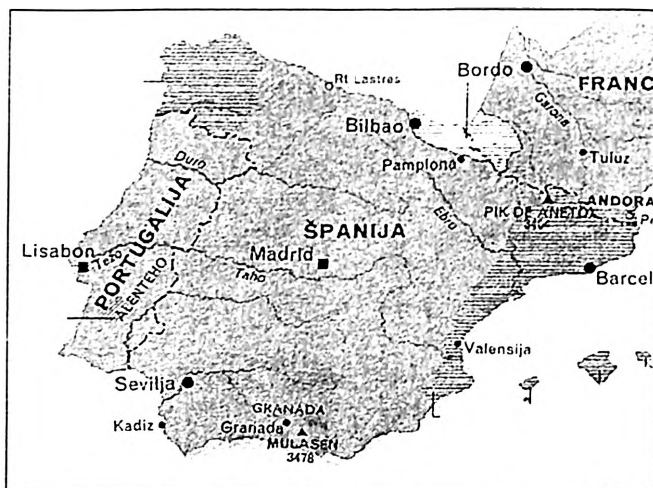 Rt Lastres
Bordo
FRANC
Garona
Bilbao
Tuluz
Pamplona
Duro
Ebro
ANDORA
PIK DE ANETO
PORTUGALIJA
ŠPANIJA
Lisabon
Težo
Madrid
Taho
ALENTEHO
Barcel
Valensija
Sevilja
GRANADA
Kadiz
Granada
MULASEN
3478